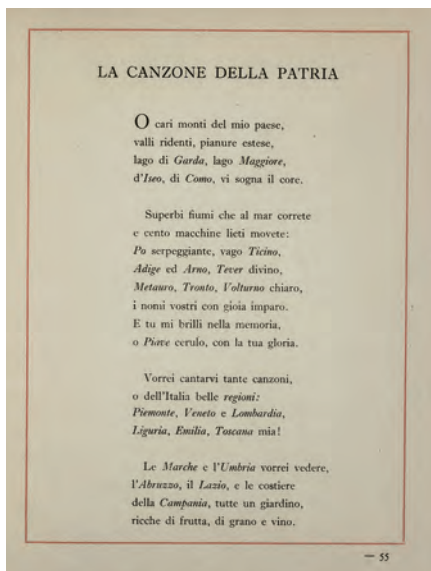 LA CANZONE DELLA PATRIA
O cari monti del mio paese,
valli ridenti, pianure estese,
lago di Garda, lago Maggiore,
d'Iseo, di Como, vi sogna il core.
Superbi fiumi che al mar correte
e cento macchine lieti movete:
Po serpeggiante, vago Ticino,
Adige ed Arno, Tever divino,
Metauro, Tronto, Volturno chiaro,
i nomi vostri con gioia imparo.
E tu mi brilli nella memoria,
o Piave cerulo, con la tua gloria.
Vorrei cantarvi tante canzoni,
o dell'Italia belle regioni:
Piemonte, Veneto e Lombardia,
Liguria, Emilia, Toscana mia!
Le Marche e l'Umbria vorrei vedere,
l'Abruzzo, il Lazio, e le costiere
della Campania, tutte un giardino,
ricche di frutta, di grano e vino.
— 55